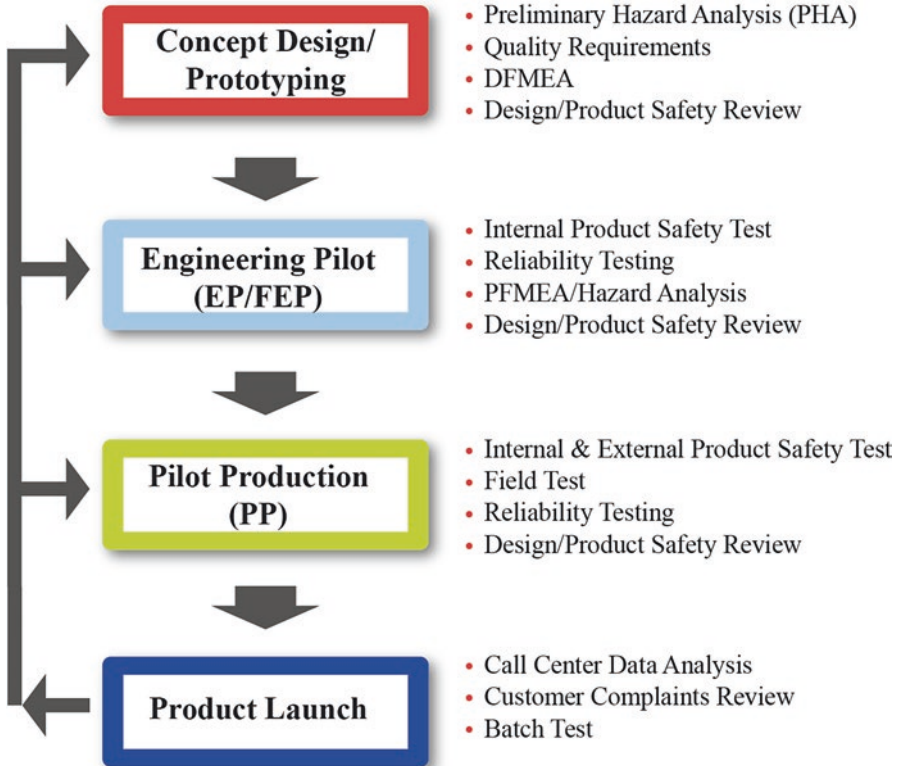 Concept Design/
Prototyping
• Preliminary Hazard Analysis (PHA)
• Quality Requirements
• DFMEA
• Design/Product Safety Review
Engineering Pilot
(EP/FEP)
• Internal Product Safety Test
• Reliability Testing
• PFMEA/Hazard Analysis
• Design/Product Safety Review
Pilot Production
(PP)
• Internal & External Product Safety Test
• Field Test
• Reliability Testing
• Design/Product Safety Review
Product Launch
• Call Center Data Analysis
• Customer Complaints Review
• Batch Test